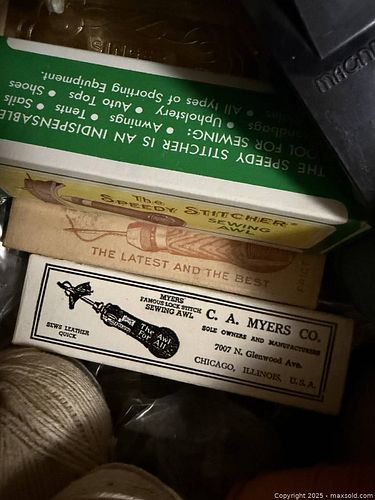 THE SPEEDY STITCHER IS AN INDISPENSABLE
TOOL FOR SEWING:
• Awnings • Tents • Sails
• Upholstery • Auto Tops • Shoes
• All types of Sporting Equipment.
The
SPEEDY STITCHER
SEWING
AWL
THE LATEST AND THE BEST
MYERS
FAMOUS LOCK STITCH
SEWING AWL
SEWS LEATHER
QUICK
The Awl
For All
C. A. MYERS CO.
SOLE OWNERS AND MANUFACTURERS
7007 N. Glenwood Ave.
CHICAGO, ILLINOIS, U.S.A.
Copyright © 2025 - maxsold.com